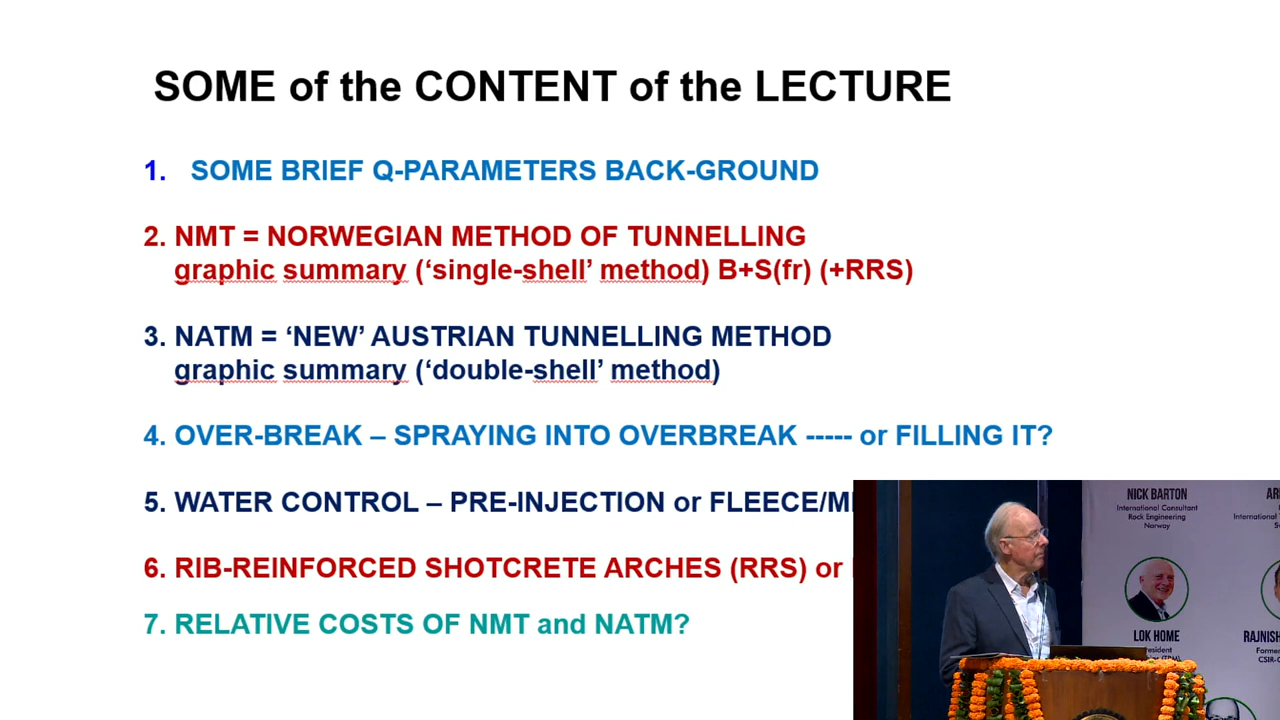 SOME of the CONTENT of the LECTURE
1. SOME BRIEF Q-PARAMETERS BACK-GROUND
2. NMT = NORWEGIAN METHOD OF TUNNELLING
graphic summary (‘single-shell’ method) B+S(fr) (+RRS)
3. NATM = ‘NEW’ AUSTRIAN TUNNELLING METHOD
graphic summary (‘double-shell’ method)
4. OVER-BREAK – SPRAYING INTO OVERBREAK ----- or FILLING IT?
5. WATER CONTROL – PRE-INJECTION or FLEECE/M
6. RIB-REINFORCED SHOTCRETE ARCHES (RRS) or
7. RELATIVE COSTS OF NMT and NATM?
NICK BARTON
International Consultant
Rock Engineering
Norway
AR
International
LOK HOME
RAJNISH
Forme
CSIR-C